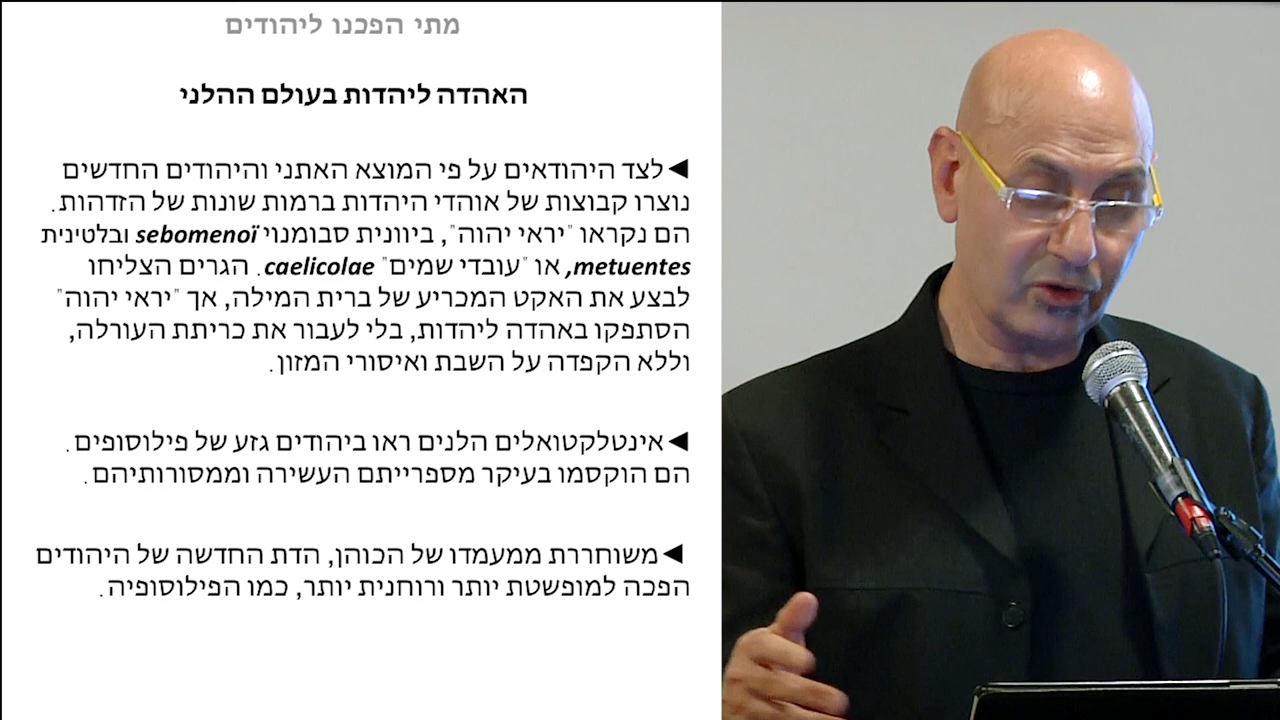 מתי הפכנו ליהודים
האהדה ליהדות בעולם ההלני
◄לצד היהודאים על פי המוצא האתני והיהודים החדשים
נוצרו קבוצות של אוהדי היהדות ברמות שונות של הזדהות.
הם נקראו "יראי יהוה", ביוונית סבומנוי sebomenoï ובלטינית
metuentes, או "עובדי שמים" caelicolae. הגרים הצליחו
לבצע את האקט המכריע של ברית המילה, אך "יראי יהוה"
הסתפקו באהדה ליהדות, בלי לעבור את כריתת העורלה,
וללא הקפדה על השבת ואיסורי המזון.
◄אינטלקטואלים הלנים ראו ביהודים גזע של פילוסופים.
הם הוקסמו בעיקר מספרייתם העשירה וממסורותיהם.
◄משוחררת ממעמדו של הכוהן, הדת החדשה של היהודים
הפכה למופשטת יותר ורוחנית יותר, כמו הפילוסופיה.